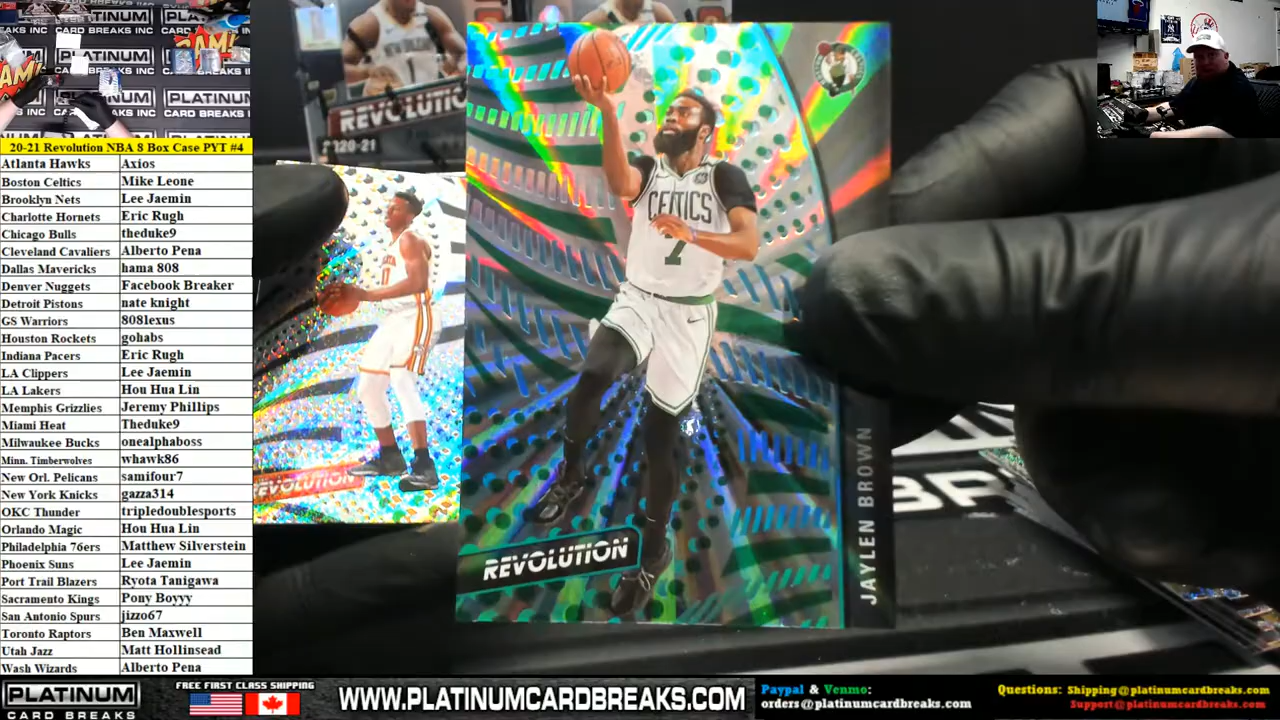 20-21 Revolution NBA 8 Box Case PYT #4
Atlanta Hawks Axios
Boston Celtics Mike Leone
Brooklyn Nets Lee Jaemin
Charlotte Hornets Eric Rugh
Chicago Bulls theduke9
Cleveland Cavaliers Alberto Pena
Dallas Mavericks hama 808
Denver Nuggets Facebook Breaker
Detroit Pistons nate knight
GS Warriors 808lexus
Houston Rockets gohabs
Indiana Pacers Eric Rugh
LA Clippers Lee Jaemin
LA Lakers Hou Hua Lin
Memphis Grizzlies Jeremy Phillips
Miami Heat Theduke9
Milwaukee Bucks onealphaboss
Minn. Timberwolves whawk86
New Orl. Pelicans samifour7
New York Knicks gazza314
OKC Thunder tripledoublesports
Orlando Magic Hou Hua Lin
Philadelphia 76ers Matthew Silverstein
Phoenix Suns Lee Jaemin
Port Trail Blazers Ryota Tanigawa
Sacramento Kings Pony Boyyy
San Antonio Spurs jizzo67
Toronto Raptors Ben Maxwell
Utah Jazz Matt Hollinsead
Wash Wizards Alberto Pena
PLATINUM
CARD BREAKS INC
BAM!
REVOLUTIO
2020-21
CELTICS
7
REVOLUTION
JAYLEN BROWN
REVOLUTION
BR
PLATINUM
CARD BREAKS
FREE FIRST CLASS SHIPPING
WWW.PLATINUMCARDBREAKS.COM
Paypal & Venmo:
orders@platinumcardbreaks.com
Questions: Shipping@platinumcardbreaks.com
Support@platinumcardbreaks.com